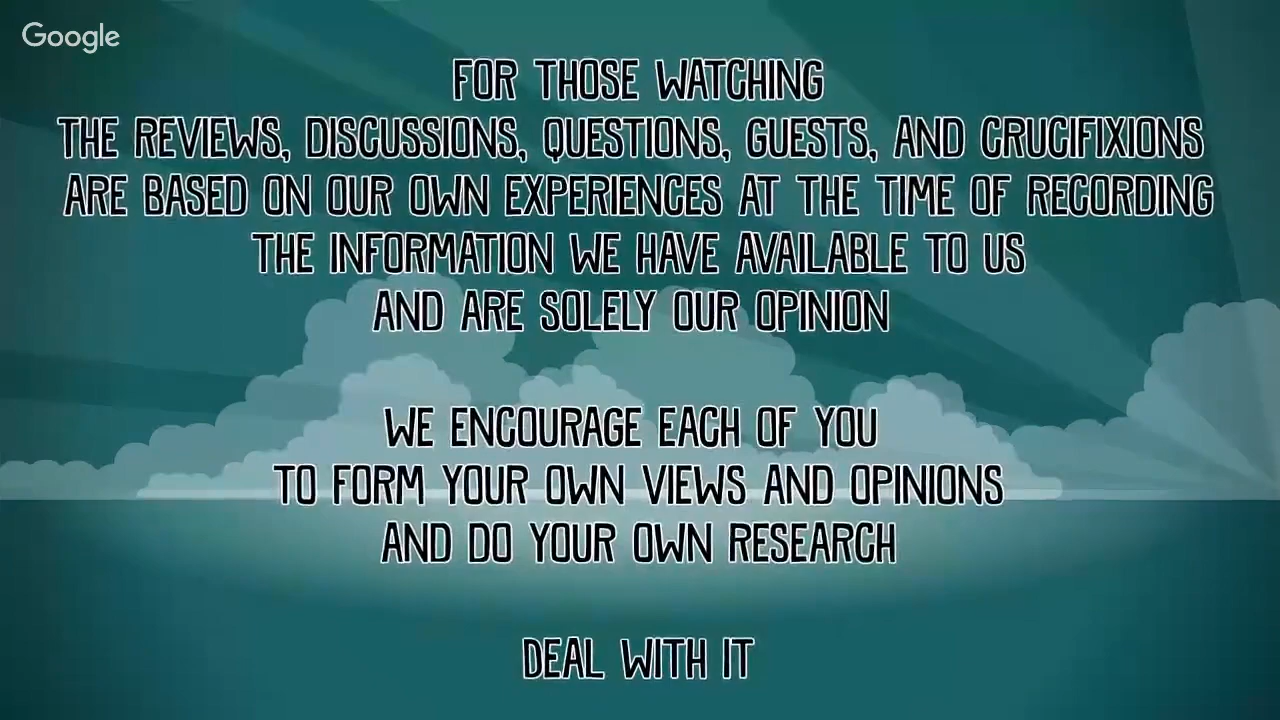 Google
FOR THOSE WATCHING
THE REVIEWS, DISCUSSIONS, QUESTIONS, GUESTS, AND CRUCIFIXIONS
ARE BASED ON OUR OWN EXPERIENCES AT THE TIME OF RECORDING
THE INFORMATION WE HAVE AVAILABLE TO US
AND ARE SOLELY OUR OPINION
WE ENCOURAGE EACH OF YOU
TO FORM YOUR OWN VIEWS AND OPINIONS
AND DO YOUR OWN RESEARCH
DEAL WITH IT